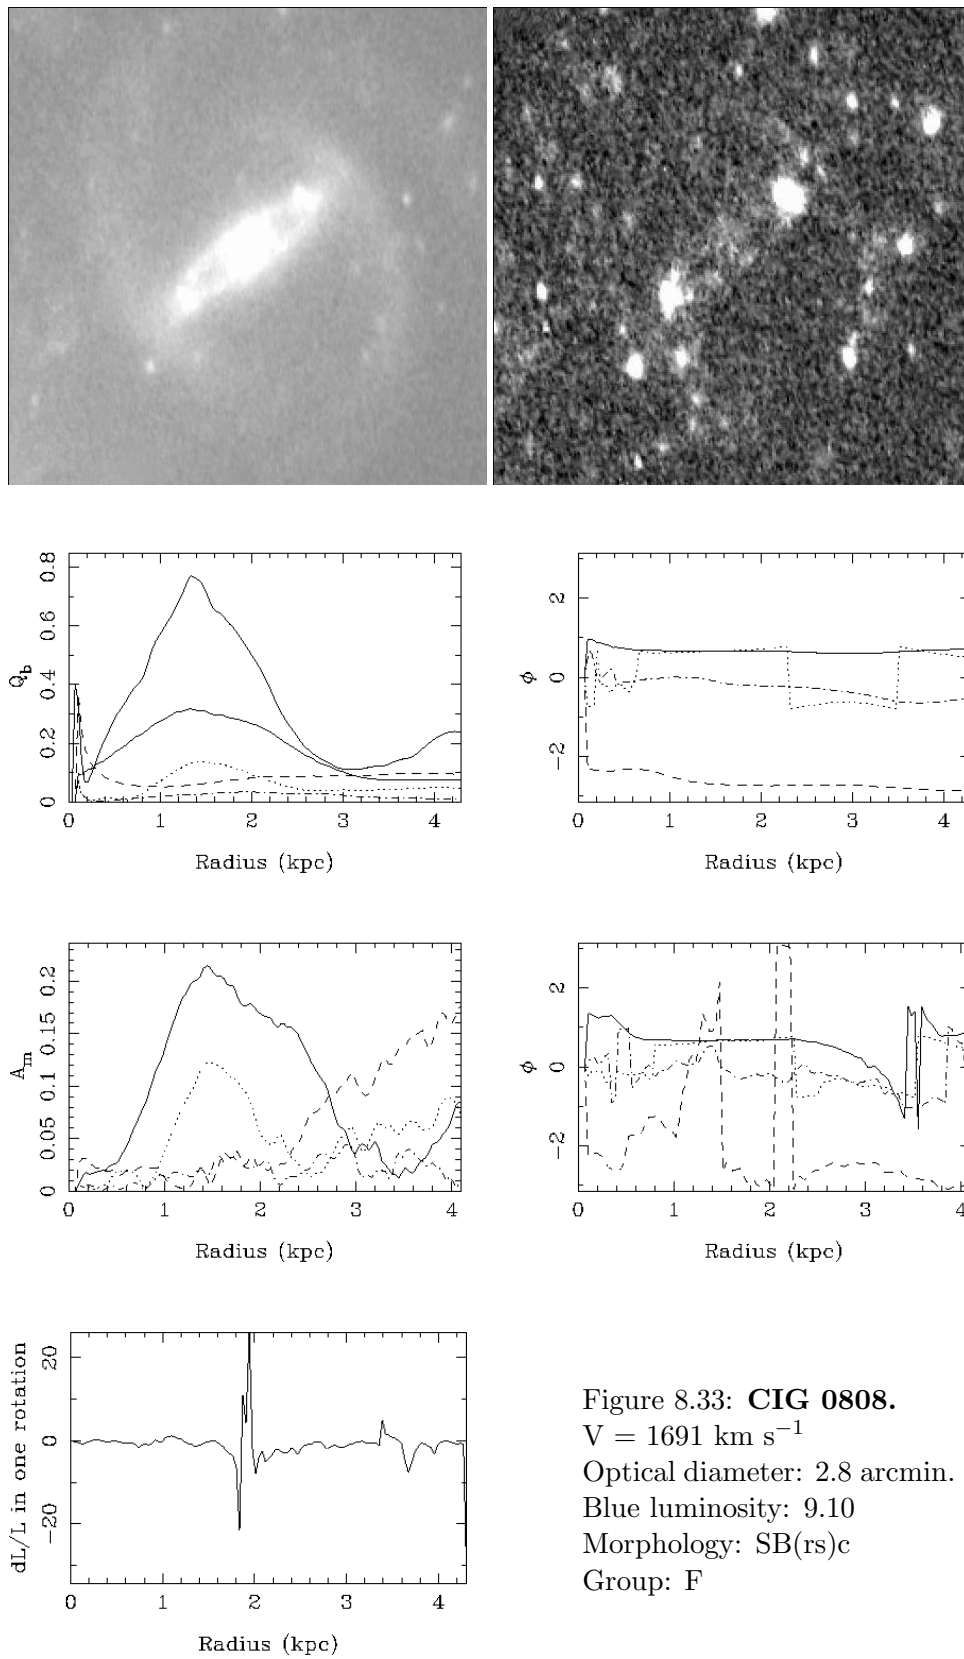 0 0.2 0.4 0.6 0.8
Q_b
0 1 2 3 4
Radius (kpc)
−2 0 2
ϕ
0 1 2 3 4
Radius (kpc)
0 0.05 0.1 0.15 0.2
A_m
0 1 2 3 4
Radius (kpc)
−2 0 2
ϕ
0 1 2 3 4
Radius (kpc)
−20 0 20
dL/L in one rotation
0 1 2 3 4
Radius (kpc)
Figure 8.33: CIG 0808.
V = 1691 km s⁻¹
Optical diameter: 2.8 arcmin.
Blue luminosity: 9.10
Morphology: SB(rs)c
Group: F